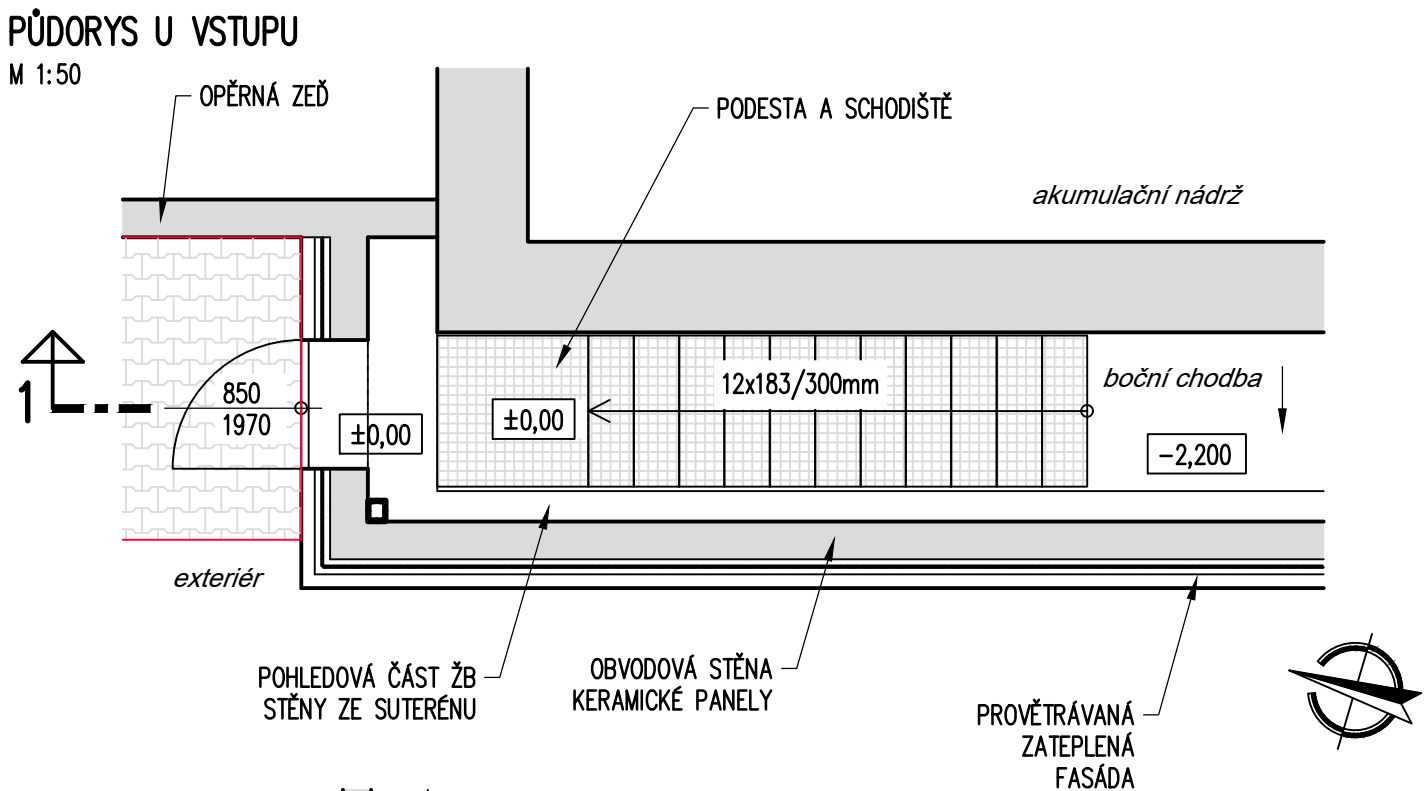 PŮDORYS U VSTUPU
M 1:50
OPĚRNÁ ZEĎ
PODESTA A SCHODIŠTĚ
akumulační nádrž
1
850
1970
±0,00
±0,00
12x183/300mm
boční chodba
-2,200
exteriér
POHLEDOVÁ ČÁST ŽB
STĚNY ZE SUTERÉNU
OBVODOVÁ STĚNA
KERAMICKÉ PANELY
PROVĚTRÁVANÁ
ZATEPLENÁ
FASÁDA